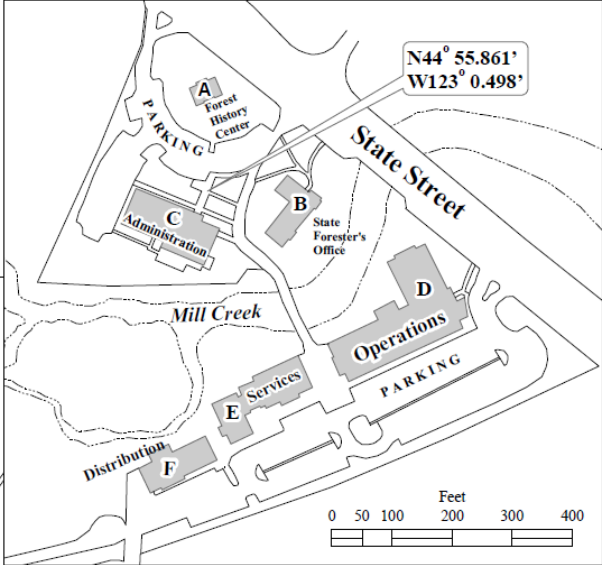 N44° 55.861’
W123° 0.498’
A
Forest
History
Center
PARKING
State Street
B
State
Forester's
Office
C
Administration
D
Operations
Mill Creek
PARKING
Services
E
Distribution
F
Feet
0 50 100 200 300 400